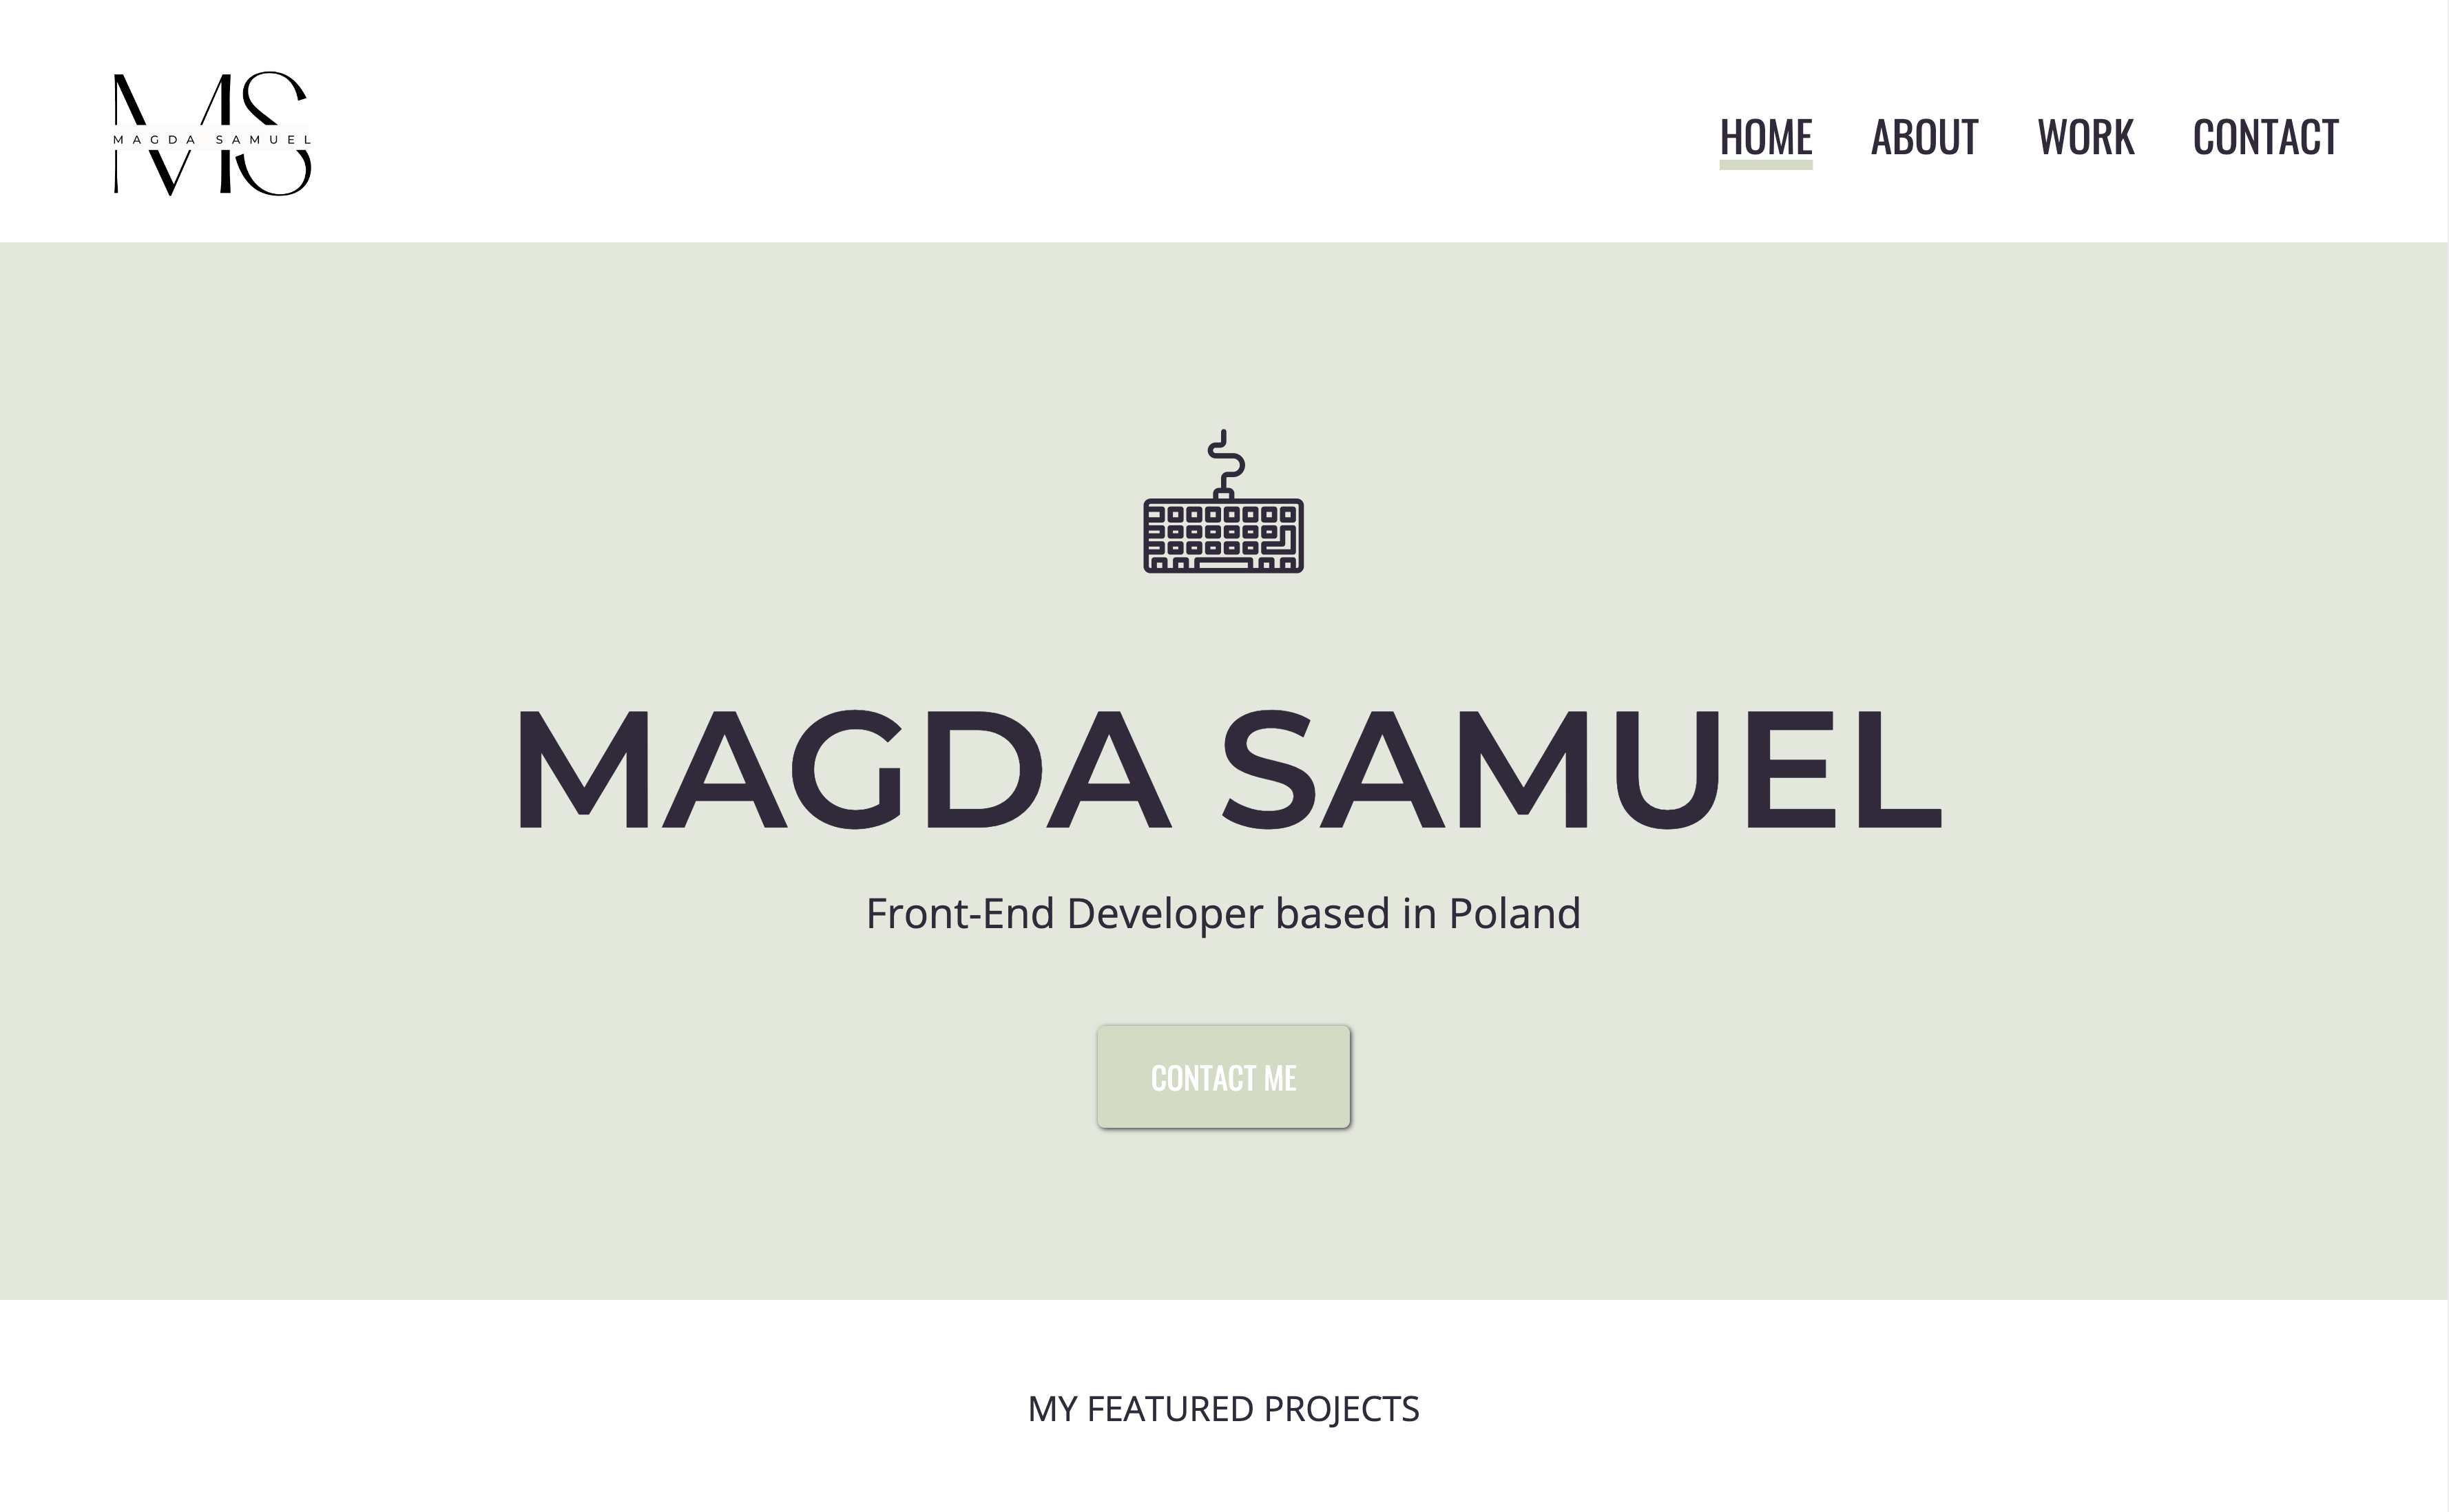 MS
MAGDA SAMUEL
HOME ABOUT WORK CONTACT
MAGDA SAMUEL
Front-End Developer based in Poland
CONTACT ME
MY FEATURED PROJECTS